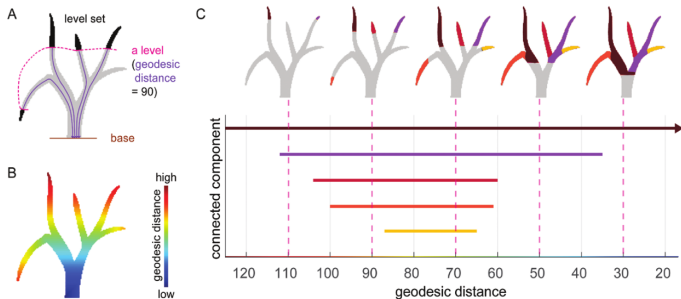 A
level set
a level
(geodesic
distance
= 90)
base
B
high
geodesic distance
low
C
connected component
120 110 100 90 80 70 60 50 40 30 20
geodesic distance